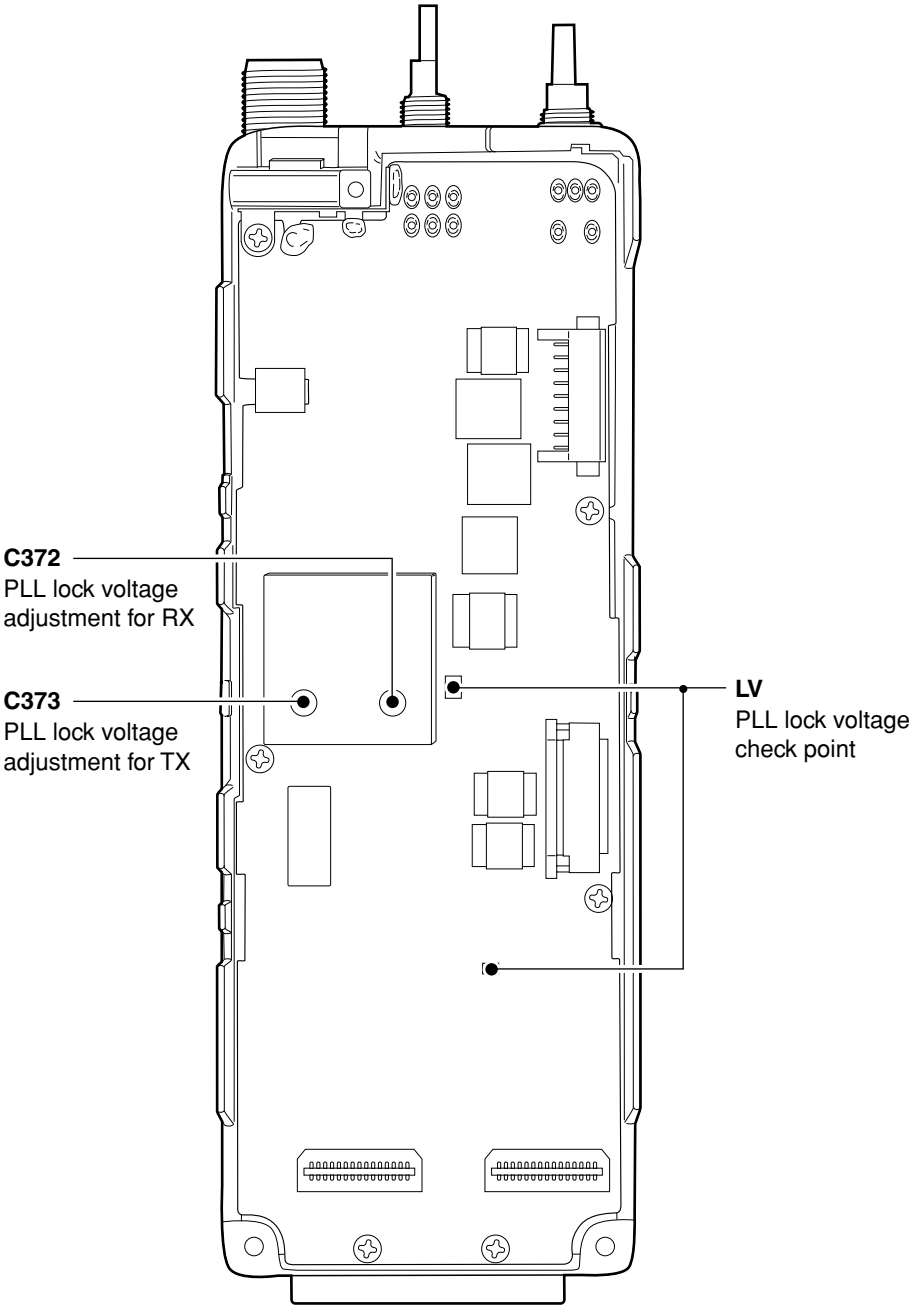 C372
PLL lock voltage
adjustment for RX
C373
PLL lock voltage
adjustment for TX
LV
PLL lock voltage
check point